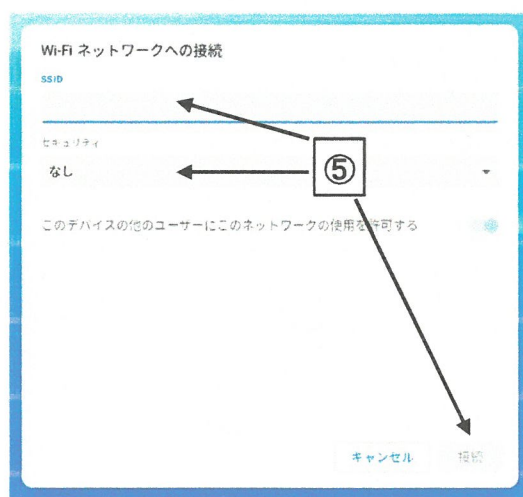 Wi-Fi ネットワークへの接続
SSID
セキュリティ
なし
⑤
このデバイスの他のユーザーにこのネットワークの使用を許可する
キャンセル
接続